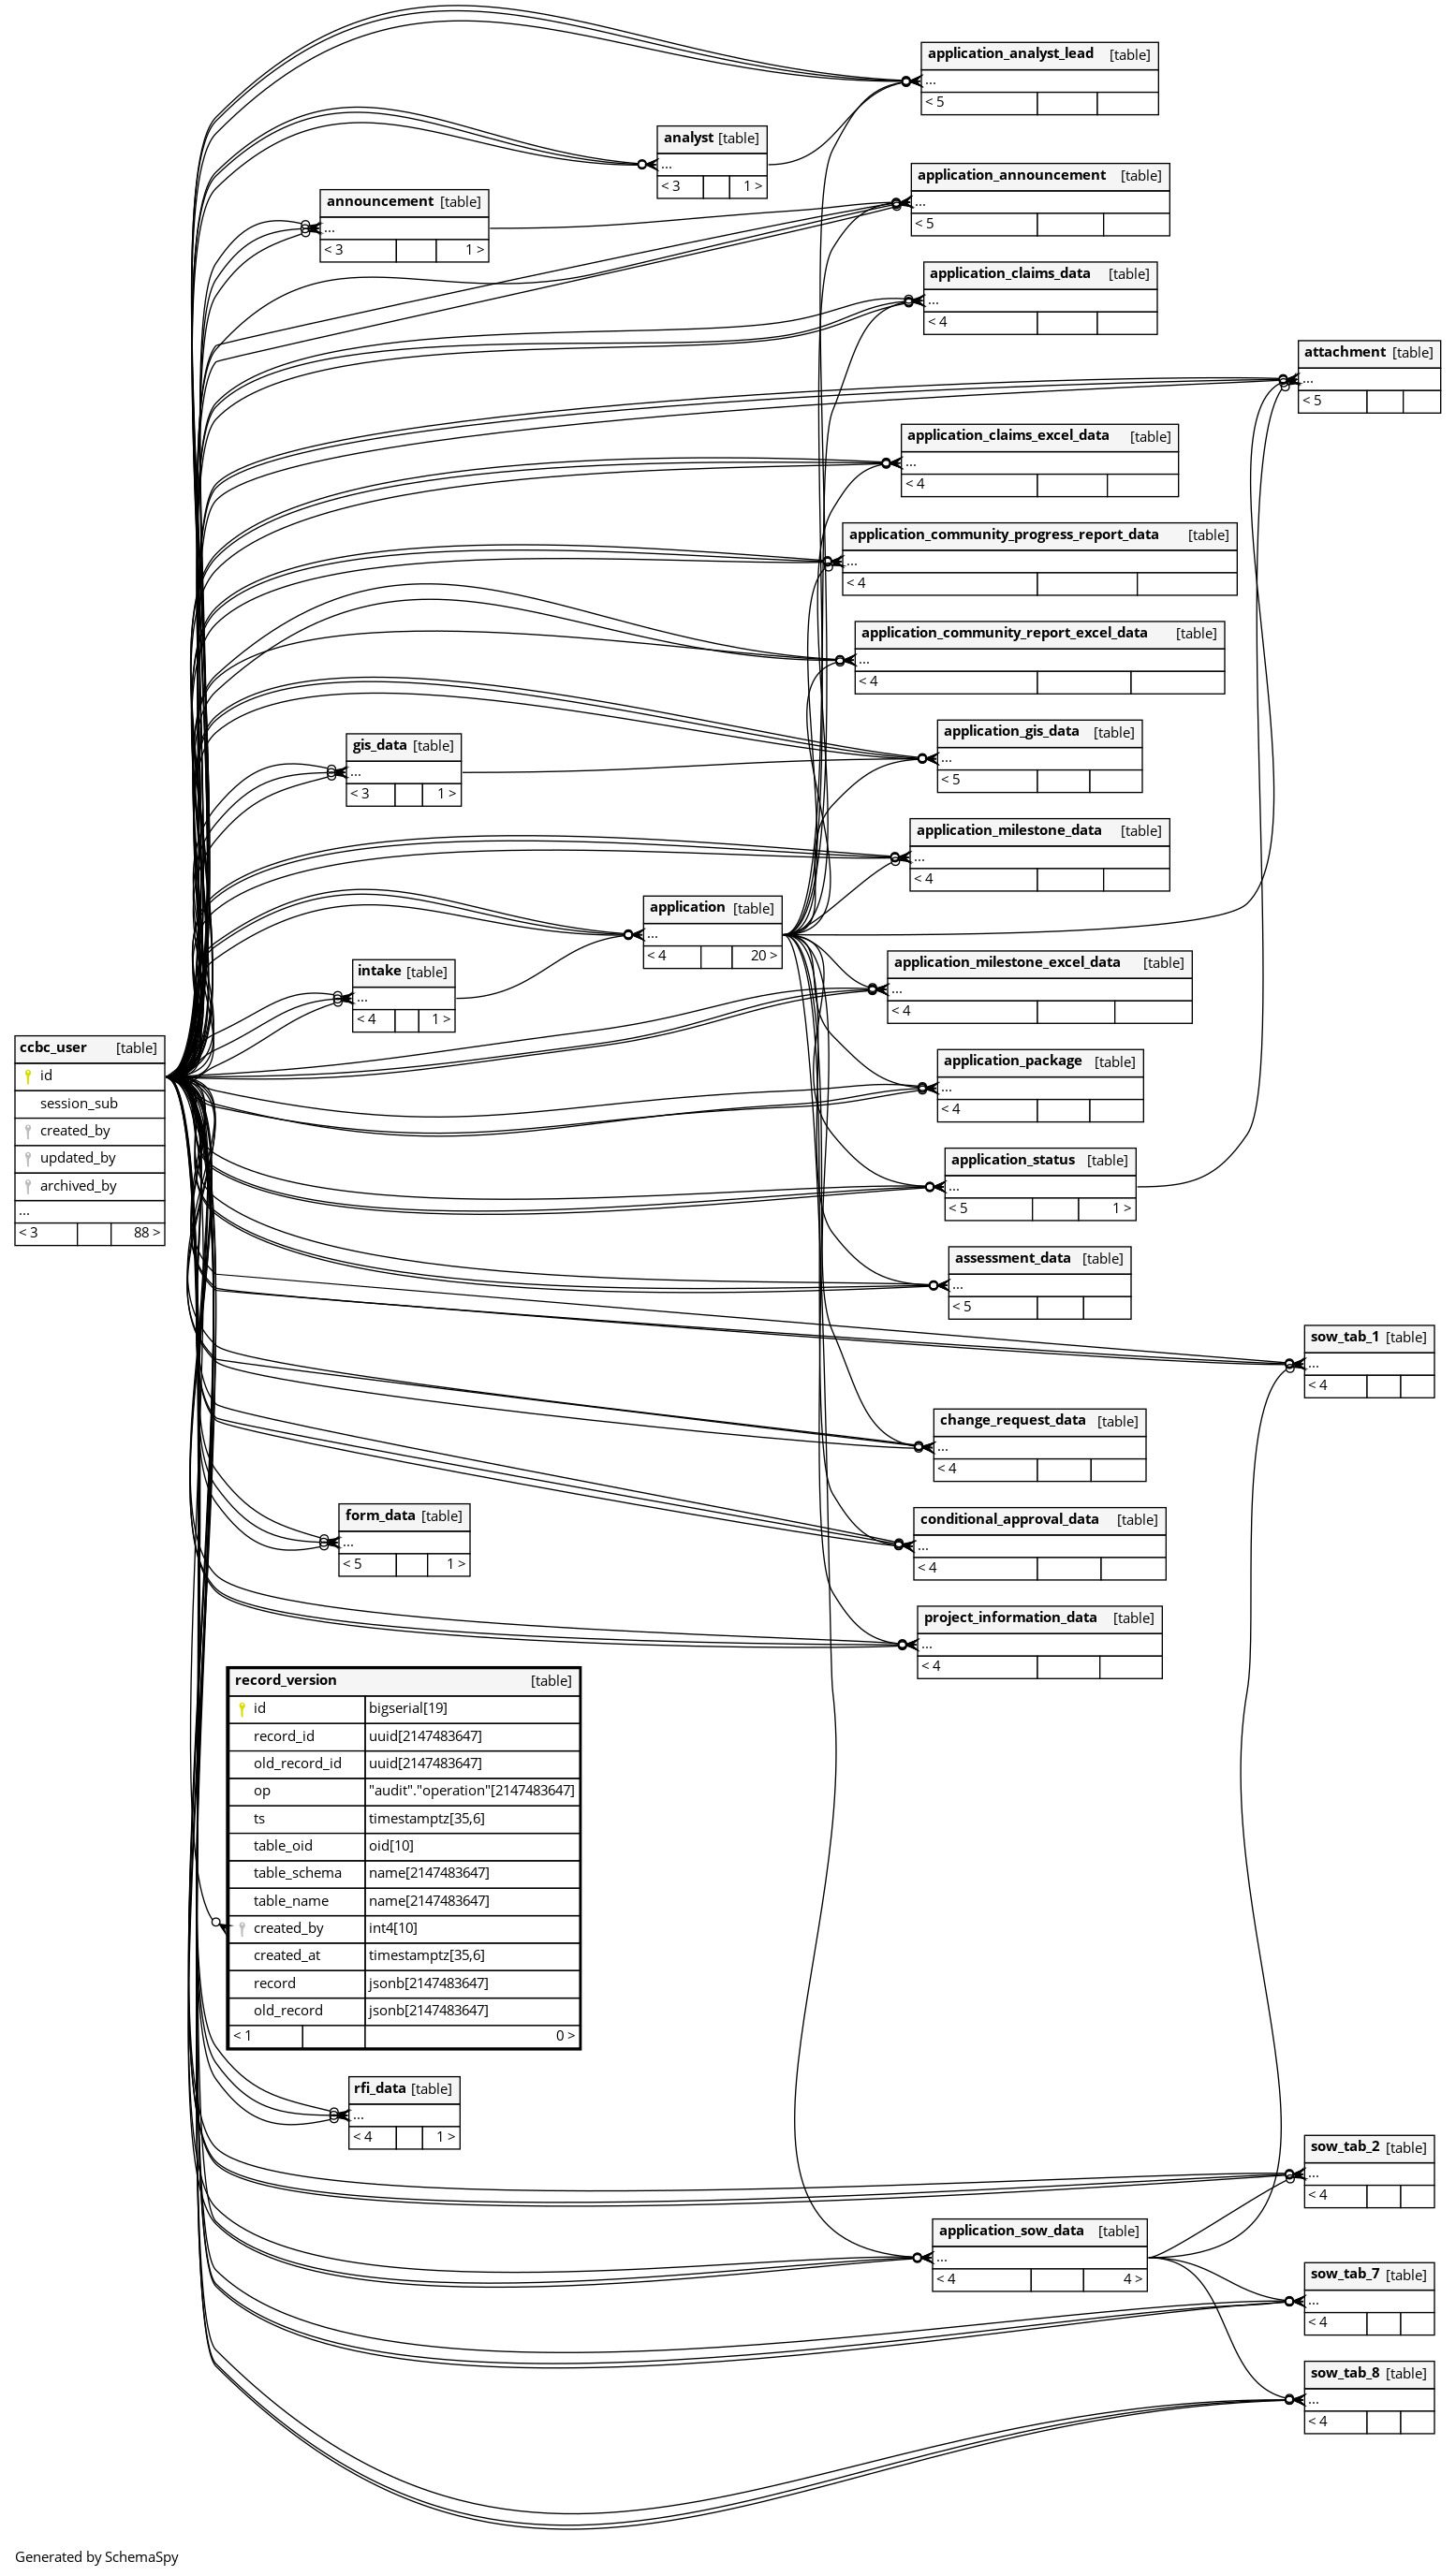 application_analyst_lead [table]
...
< 5
analyst [table]
...
< 3 1 >
application_announcement [table]
...
< 5
announcement [table]
...
< 3 1 >
application_claims_data [table]
...
< 4
attachment [table]
...
< 5
application_claims_excel_data [table]
...
< 4
application_community_progress_report_data [table]
...
< 4
application_community_report_excel_data [table]
...
< 4
application_gis_data [table]
...
< 5
gis_data [table]
...
< 3 1 >
application_milestone_data [table]
...
< 4
application [table]
...
< 4 20 >
application_milestone_excel_data [table]
...
< 4
intake [table]
...
< 4 1 >
ccbc_user [table]
id
session_sub
created_by
updated_by
archived_by
...
< 3 88 >
application_package [table]
...
< 4
application_status [table]
...
< 5 1 >
assessment_data [table]
...
< 5
sow_tab_1 [table]
...
< 4
change_request_data [table]
...
< 4
form_data [table]
...
< 5 1 >
conditional_approval_data [table]
...
< 4
project_information_data [table]
...
< 4
record_version [table]
id bigserial[19]
record_id uuid[2147483647]
old_record_id uuid[2147483647]
op "audit"."operation"[2147483647]
ts timestamptz[35,6]
table_oid oid[10]
table_schema name[2147483647]
table_name name[2147483647]
created_by int4[10]
created_at timestamptz[35,6]
record jsonb[2147483647]
old_record jsonb[2147483647]
< 1 0 >
rfi_data [table]
...
< 4 1 >
sow_tab_2 [table]
...
< 4
application_sow_data [table]
...
< 4 4 >
sow_tab_7 [table]
...
< 4
sow_tab_8 [table]
...
< 4
Generated by SchemaSpy